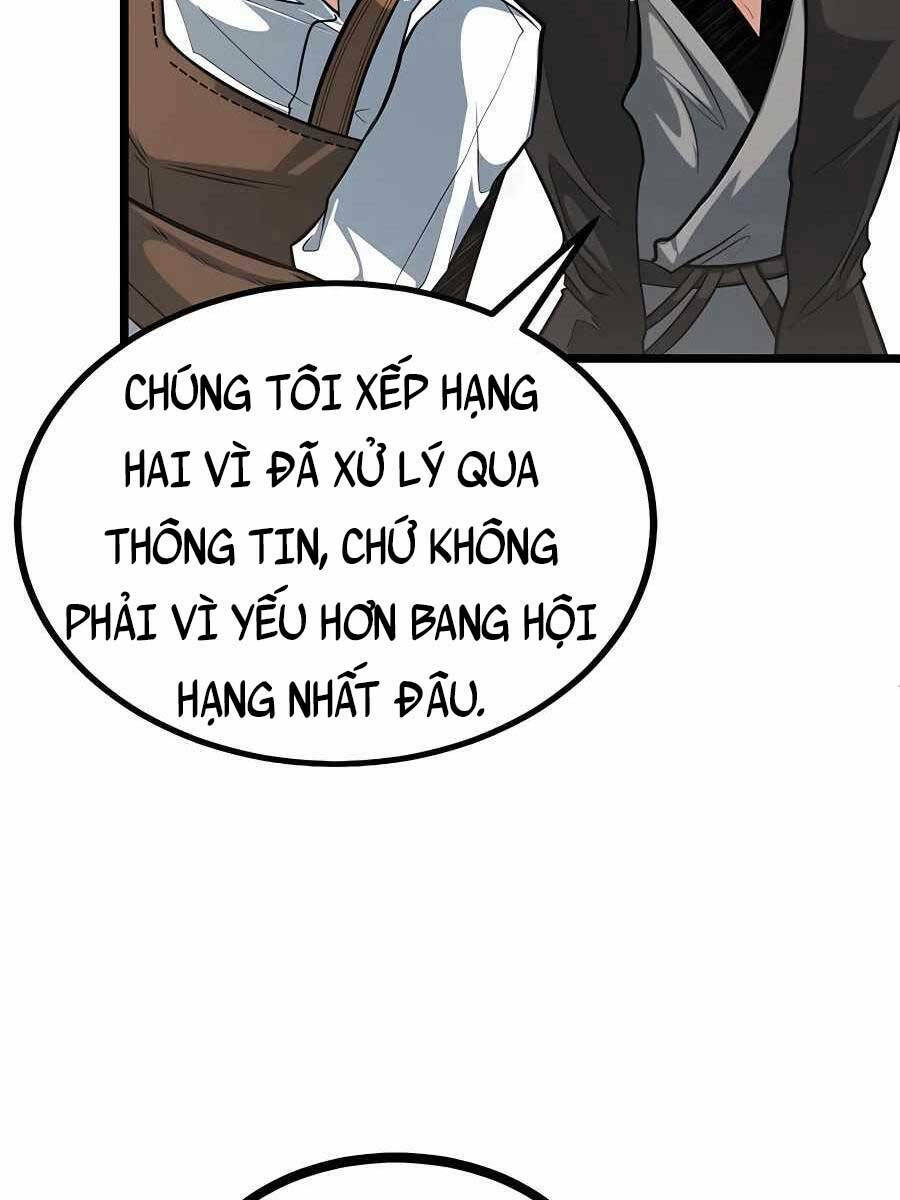 CHÚNG TÔI XẾP HẠNG
HAI VÌ ĐÃ XỬ LÝ QUA
THÔNG TIN, CHỨ KHÔNG
PHẢI VÌ YẾU HƠN BANG HỘI
HẠNG NHẤT ĐÂU.